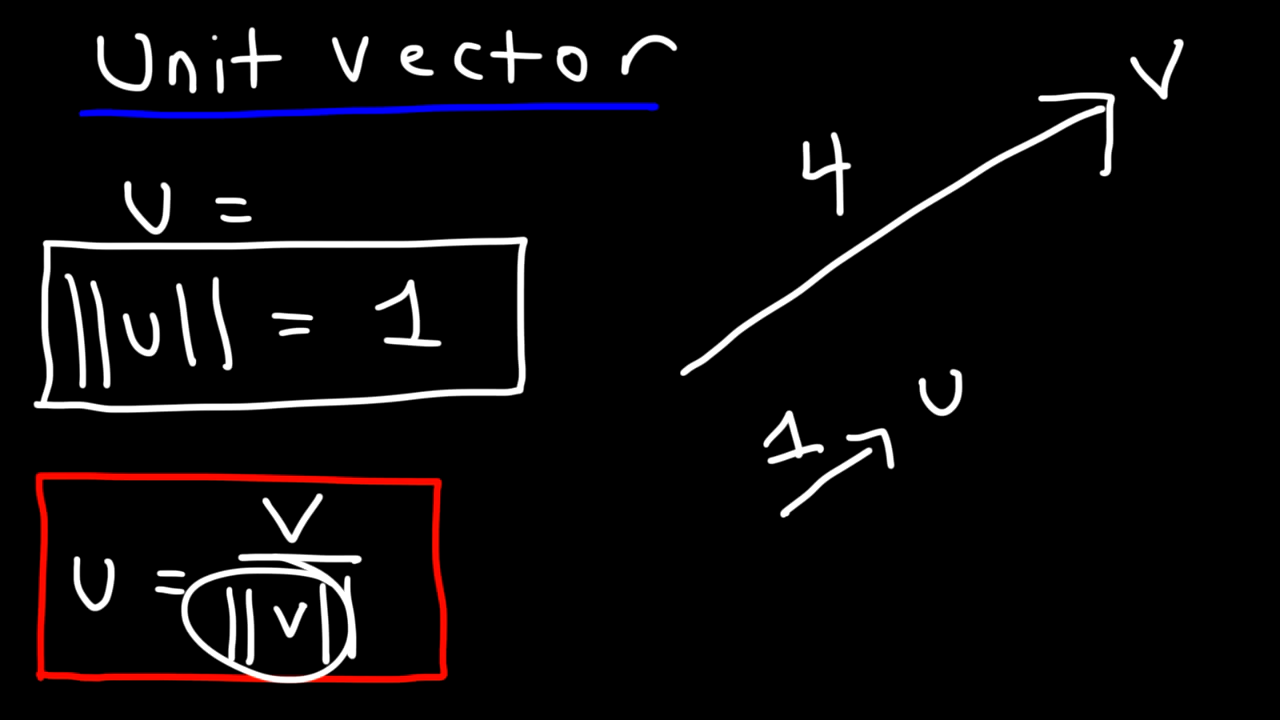 Unit vector
U =
||U|| = 1
U = V / ||V||
4
V
1
U